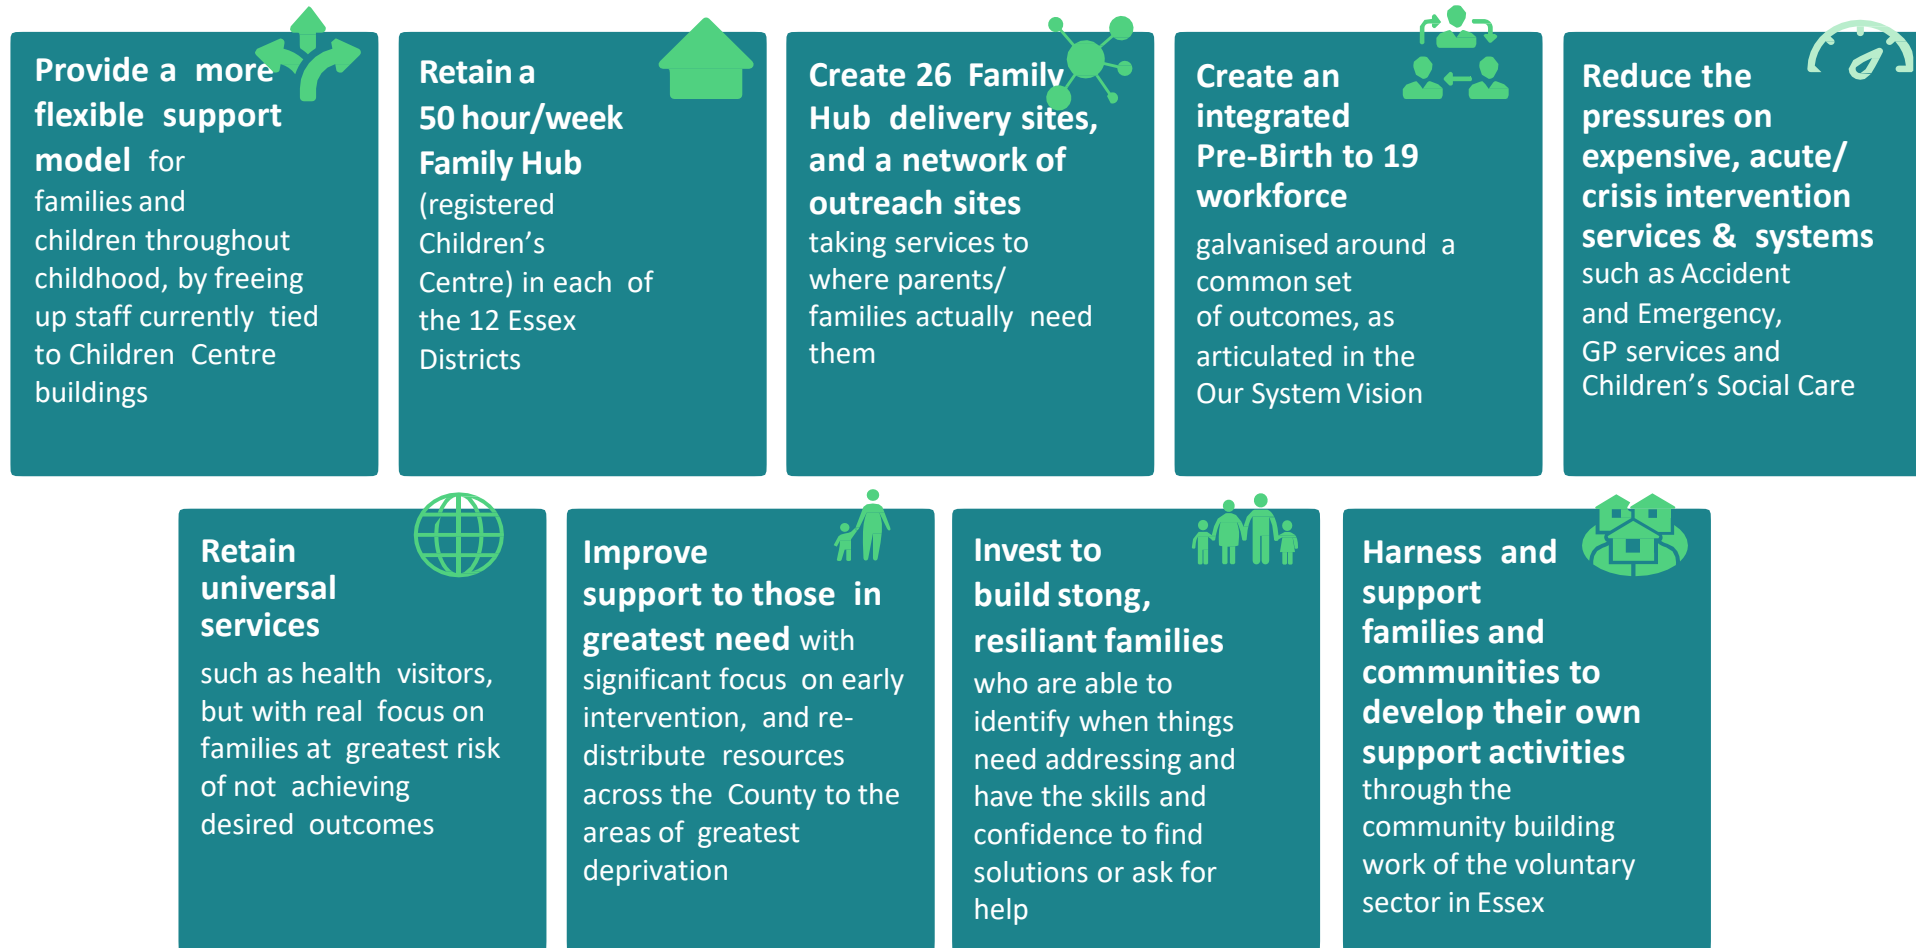 Provide a more
flexible support
model for
families and
children throughout
childhood, by freeing
up staff currently tied
to Children Centre
buildings
Retain a
50 hour/week
Family Hub
(registered
Children's
Centre) in each of
the 12 Essex
Districts
Create 26 Family
Hub delivery sites,
and a network of
outreach sites
taking services to
where parents/
families actually need
them
Create an
integrated
Pre-Birth to 19
workforce
galvanised around a
common set
of outcomes, as
articulated in the
Our System Vision
Reduce the
pressures on
expensive, acute/
crisis intervention
services & systems
such as Accident
and Emergency,
GP services and
Children's Social Care
Retain
universal
services
such as health visitors,
but with real focus on
families at greatest risk
of not achieving
desired outcomes
Improve
support to those in
greatest need with
significant focus on early
intervention, and re-
distribute resources
across the County to the
areas of greatest
deprivation
Invest to
build stong,
resiliant families
who are able to
identify when things
need addressing and
have the skills and
confidence to find
solutions or ask for
help
Harness and
support
families and
communities to
develop their own
support activities
through the
community building
work of the voluntary
sector in Essex